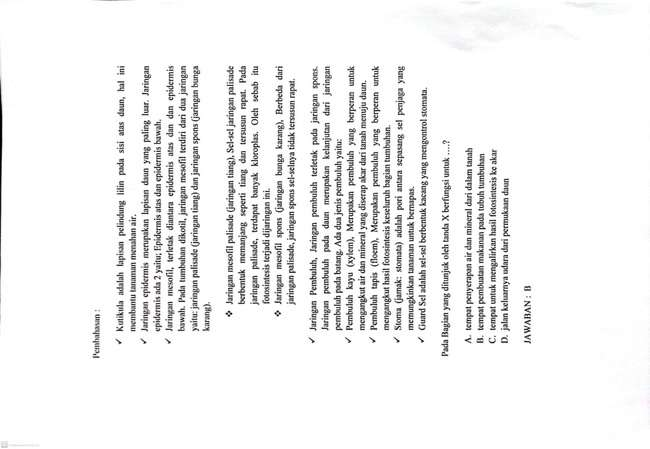 Pembahasan :
✓ Kutikula adalah lapisan pelindung lilin pada sisi atas daun, hal ini
membantu tanaman menahan air.
✓ Jaringan epidermis merupakan lapisan daun yang paling luar. Jaringan
epidermis ada 2 yaitu; Epidermis atas dan epidermis bawah.
✓ Jaringan mesofil, terletak diantara epidermis atas dan dan epidermis
bawah. Pada tumbuhan dikotil, jaringan mesofil terdiri dari dua jaringan
yaitu: jaringan palisade (jaringan tiang) dan jaringan spons (jaringan bunga
karang).
❖ Jaringan mesofil palisade (jaringan tiang), Sel-sel jaringan palisade
berbentuk memanjang seperti tiang dan tersusun rapat. Pada
jaringan palisade, terdapat banyak kloroplas. Oleh sebab itu
fotosintesis terjadi dijaringan ini.
❖ Jaringan mesofil spons (jaringan bunga karang), Berbeda dari
jaringan palisade, jaringan spons sel-selnya tidak tersusun rapat.
✓ Jaringan Pembuluh, Jaringan pembuluh terletak pada jaringan spons.
Jaringan pembuluh pada duan merupakan kelanjutan dari jaringan
pembuluh pada batang. Ada dua jenis pembuluh yaitu:
✓ Pembuluh kayu (xylem), Merupakan pembuluh yang berperan untuk
mengangkut air dan mineral yang diserap akar dari tanah menuju daun.
✓ Pembuluh tapis (floem), Merupakan pembuluh yang berperan untuk
mengangkut hasil fotosintesis keseluruh bagian tumbuhan.
✓ Stoma (jamak: stomata) adalah pori antara sepasang sel penjaga yang
memungkinkan tanaman untuk bernapas.
✓ Guard Sel adalah sel-sel berbentuk kacang yang mengontrol stomata.
Pada Bagian yang ditunjuk oleh tanda X berfungsi untuk ....?
A. tempat penyerapan air dan mineral dari dalam tanah
B. tempat pembuatan makanan pada tubuh tumbuhan
C. tempat untuk mengalirkan hasil fotosintesis ke akar
D. jalan keluarnya udara dari permukaan daun
JAWABAN : B